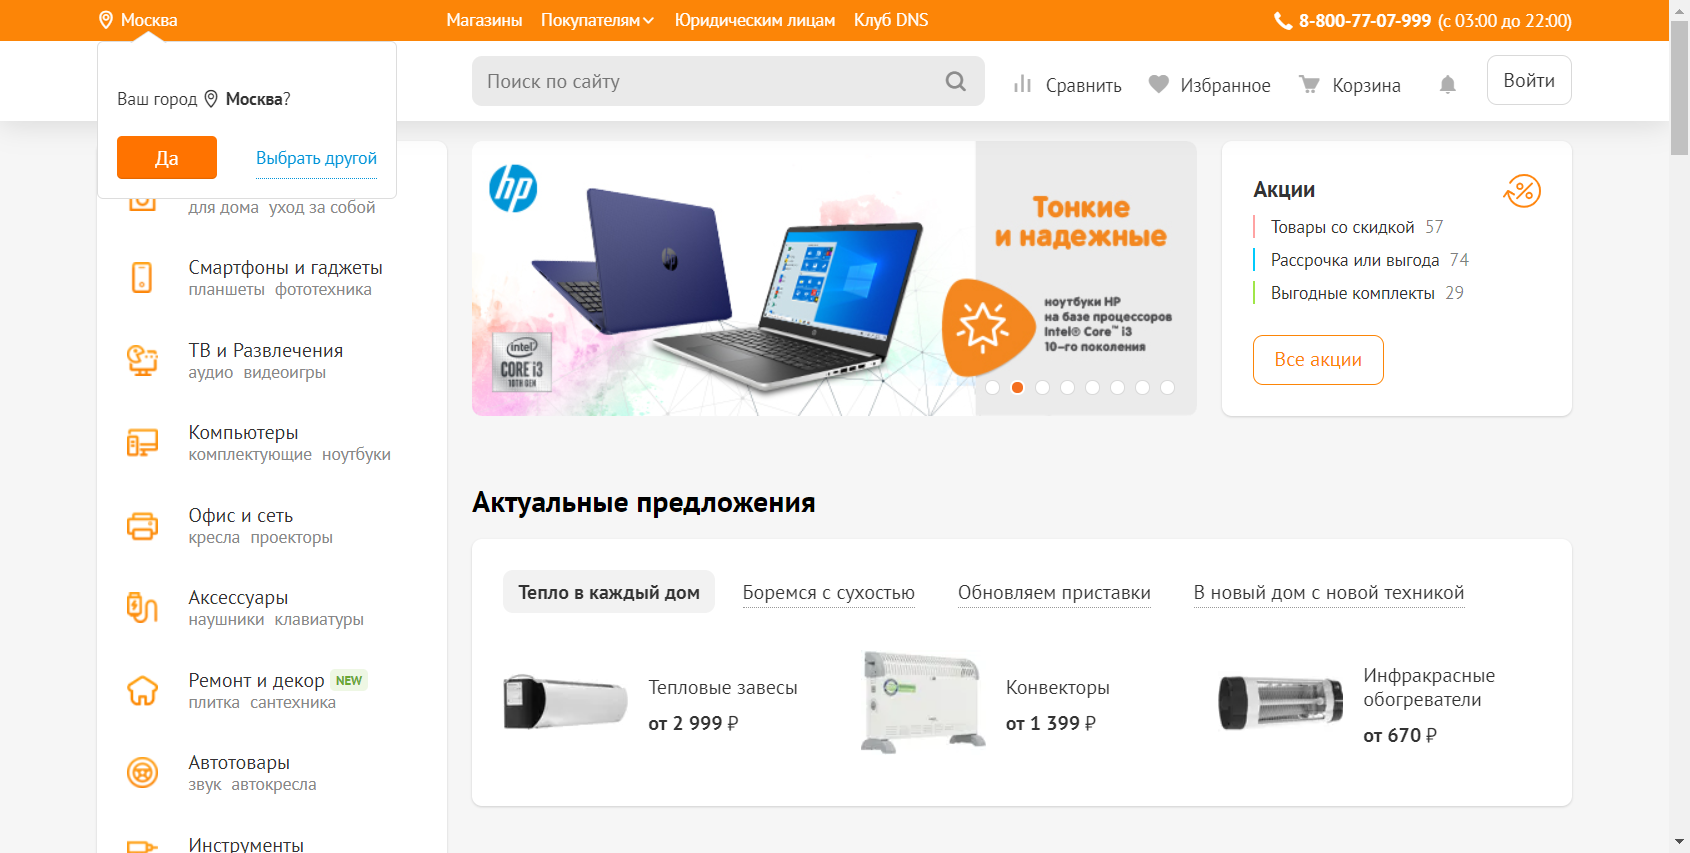 Москва
Магазины Покупателям Юридическим лицам Клуб DNS
8-800-77-07-999 (с 03:00 до 22:00)
Ваш город Москва?
Да Выбрать другой
Поиск по сайту
Сравнить Избранное Корзина Войти
для дома уход за собой
Смартфоны и гаджеты
планшеты фототехника
ТВ и Развлечения
аудио видеоигры
Компьютеры
комплектующие ноутбуки
Офис и сеть
кресла проекторы
Аксессуары
наушники клавиатуры
Ремонт и декор NEW
плитка сантехника
Автотовары
звук автокресла
Инструменты
hp
intel
CORE i3
10TH GEN
Тонкие
и надежные
ноутбуки HP
на базе процессоров
Intel® Core™ i3
10-го поколения
Акции
Товары со скидкой 57
Рассрочка или выгода 74
Выгодные комплекты 29
Все акции
Актуальные предложения
Тепло в каждый дом Боремся с сухостью Обновляем приставки В новый дом с новой техникой
Тепловые завесы
от 2 999 ₽
Конвекторы
от 1 399 ₽
Инфракрасные
обогреватели
от 670 ₽